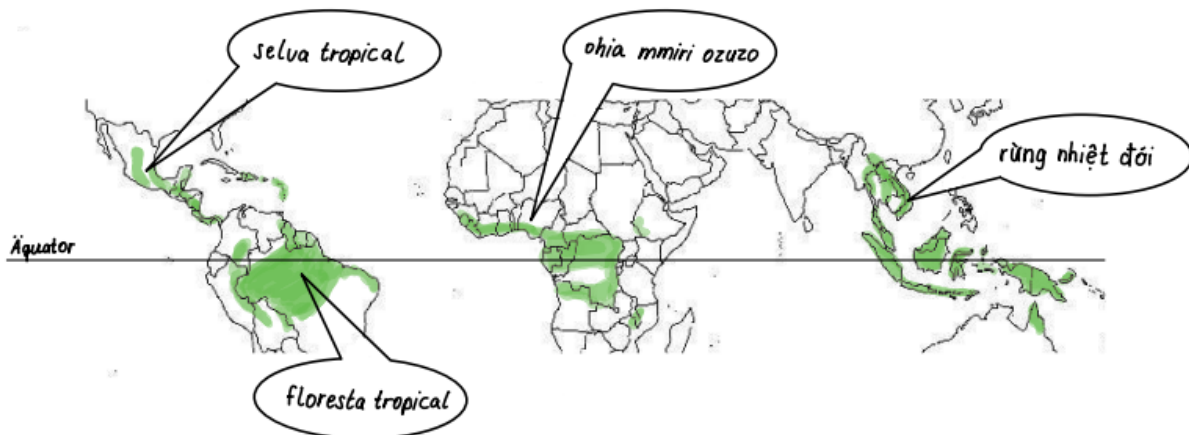 selva tropical
ohia mmiri ozuzo
rừng nhiệt đới
Äquator
floresta tropical